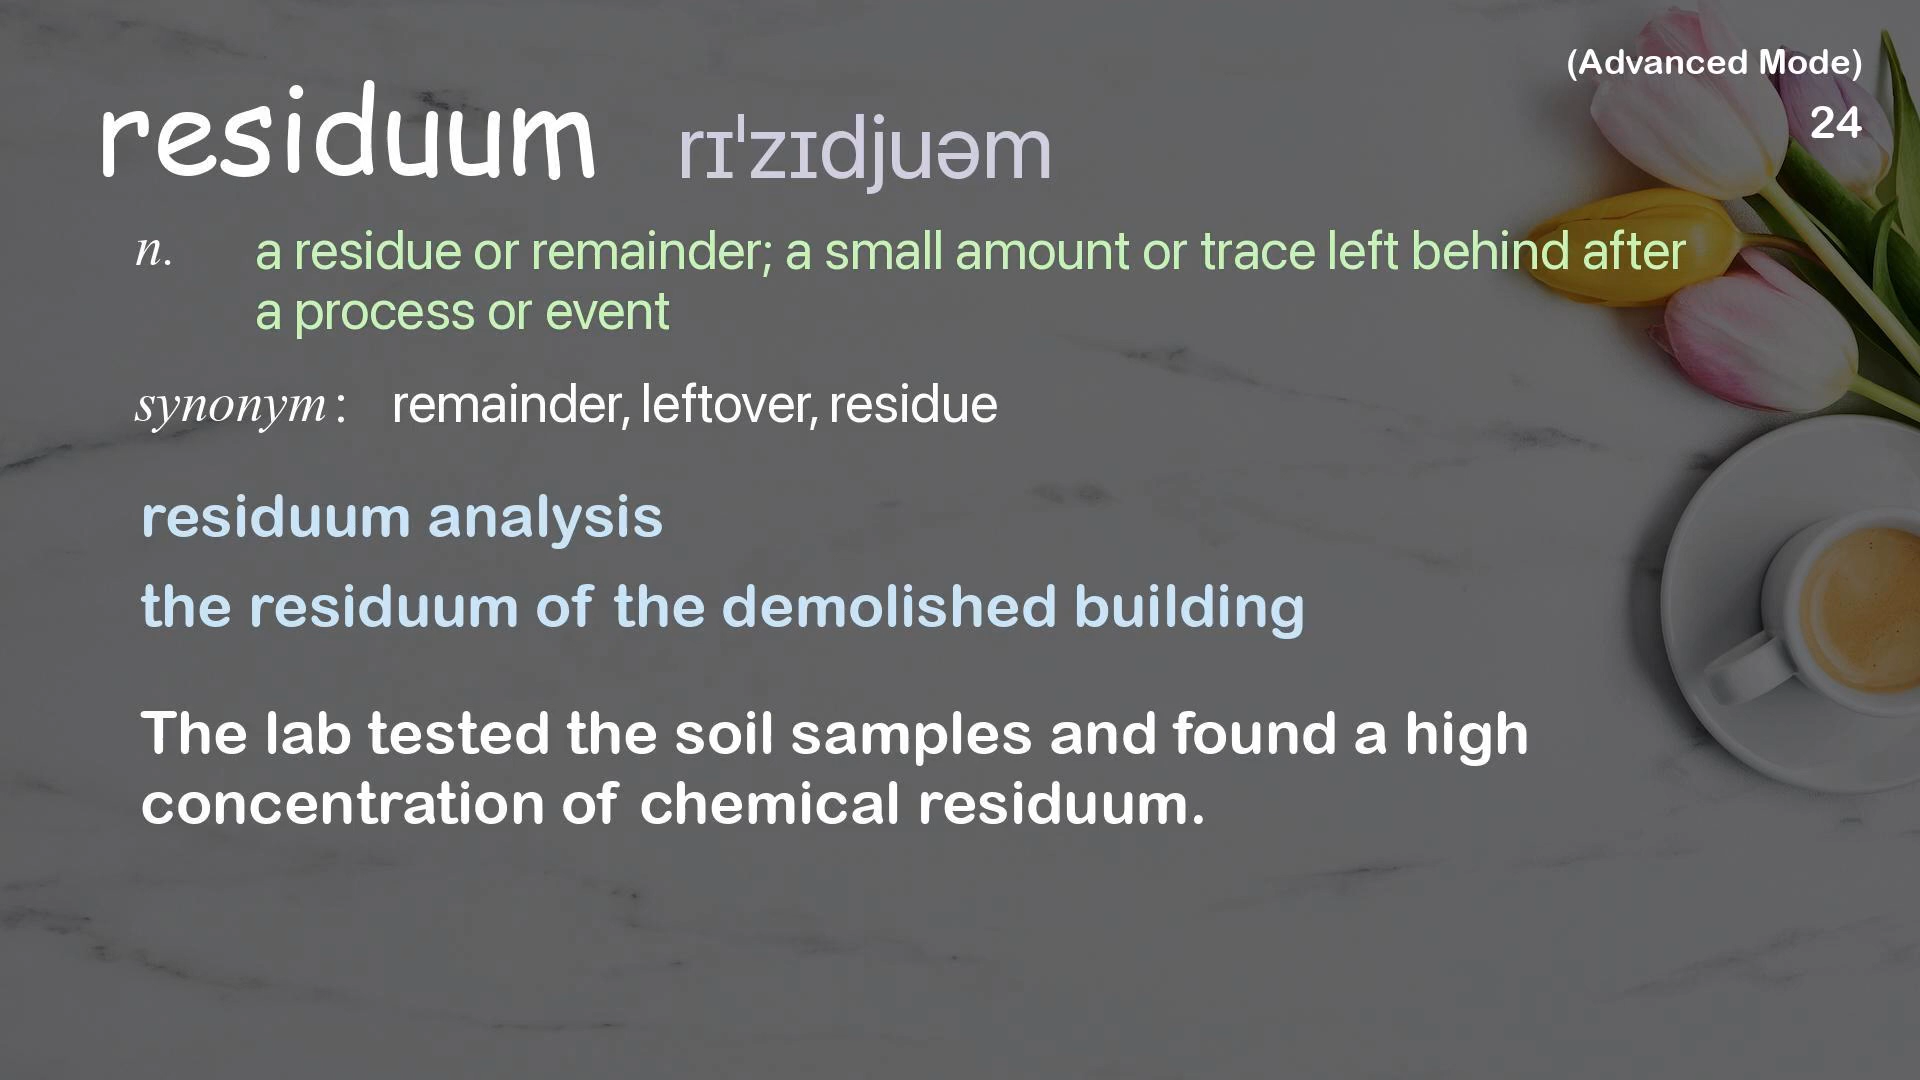 (Advanced Mode)
24
residuum rɪˈzɪdjuəm
n. a residue or remainder; a small amount or trace left behind after
a process or event
synonym: remainder, leftover, residue
residuum analysis
the residuum of the demolished building
The lab tested the soil samples and found a high
concentration of chemical residuum.